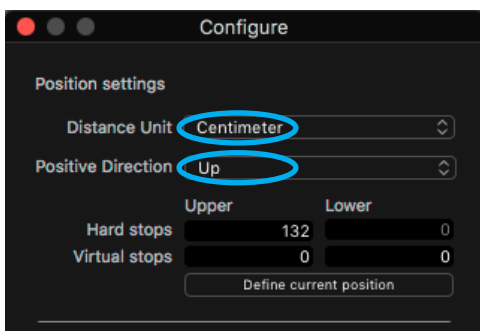 Configure
Position settings
Distance Unit Centimeter
Positive Direction Up
Upper Lower
Hard stops 132 0
Virtual stops 0 0
Define current position